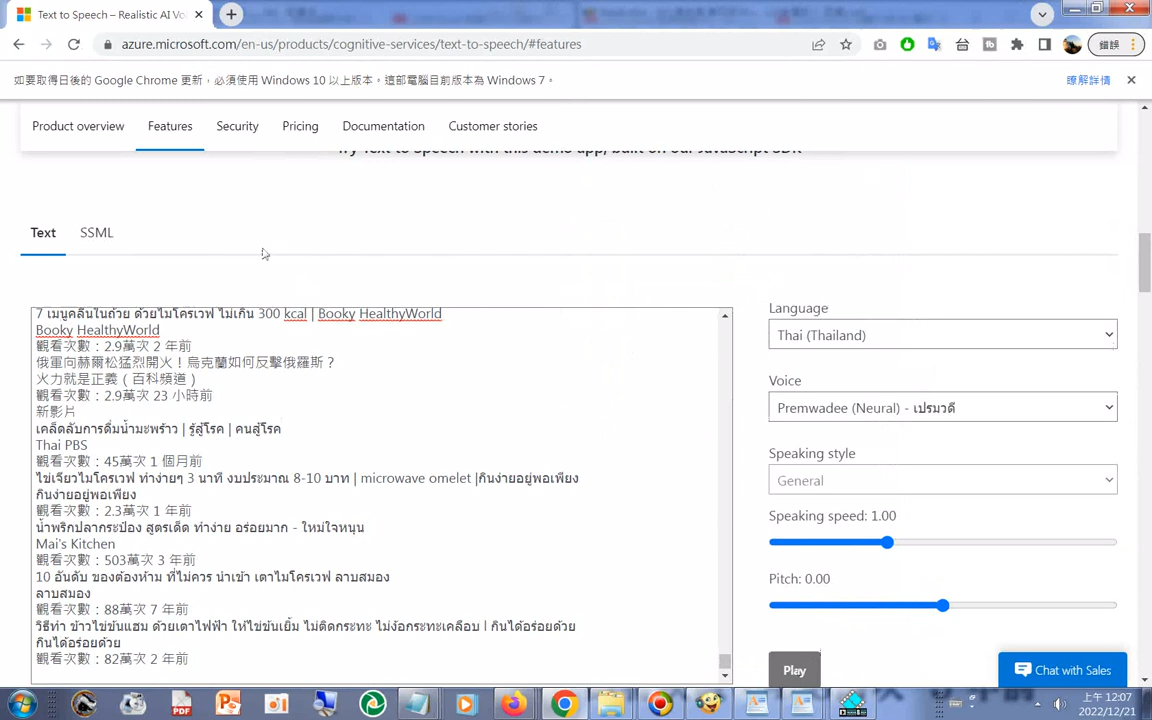 Text to Speech – Realistic AI Vo
azure.microsoft.com/en-us/products/cognitive-services/text-to-speech/#features
錯誤
如要取得日後的 Google Chrome 更新，必須使用 Windows 10 以上版本。這部電腦目前版本為 Windows 7。
瞭解詳情
Product overview
Features
Security
Pricing
Documentation
Customer stories
Try Text to Speech with this demo app, built on our JavaScript SDK
Text
SSML
7 เมนูคลีนในถ้วย ด้วยไมโครเวฟ ไม่เกิน 300 kcal | Booky HealthyWorld
Booky HealthyWorld
觀看次數：2.9萬次 2 年前
俄軍向赫爾松猛烈開火！烏克蘭如何反擊俄羅斯？
火力就是正義（百科頻道）
觀看次數：2.9萬次 23 小時前
新影片
เคล็ดลับการดื่มน้ำมะพร้าว | รู้สู้โรค | คนสู้โรค
Thai PBS
觀看次數：45萬次 1 個月前
ไข่เจียวไมโครเวฟ ทำง่ายๆ 3 นาที งบประมาณ 8-10 บาท | microwave omelet |กินง่ายอยู่พอเพียง
กินง่ายอยู่พอเพียง
觀看次數：2.3萬次 1 年前
น้ำพริกปลากระป๋อง สูตรเด็ด ทำง่าย อร่อยมาก - ใหม่ใจหนุน
Mai's Kitchen
觀看次數：503萬次 3 年前
10 อันดับ ของต้องห้าม ที่ไม่ควร นำเข้า เตาไมโครเวฟ ลาบสมอง
ลาบสมอง
觀看次數：88萬次 7 年前
วิธีทำ ข้าวไข่ข้นแฮม ด้วยเตาไฟฟ้า ให้ไข่ข้นเยิ้ม ไม่ติดกระทะ ไม่ง้อกระทะเคลือบ l กินได้อร่อยด้วย
กินได้อร่อยด้วย
觀看次數：82萬次 2 年前
Language
Thai (Thailand)
Voice
Premwadee (Neural) - เปรมวดี
Speaking style
General
Speaking speed: 1.00
Pitch: 0.00
Play
Chat with Sales
上午 12:07
2022/12/21